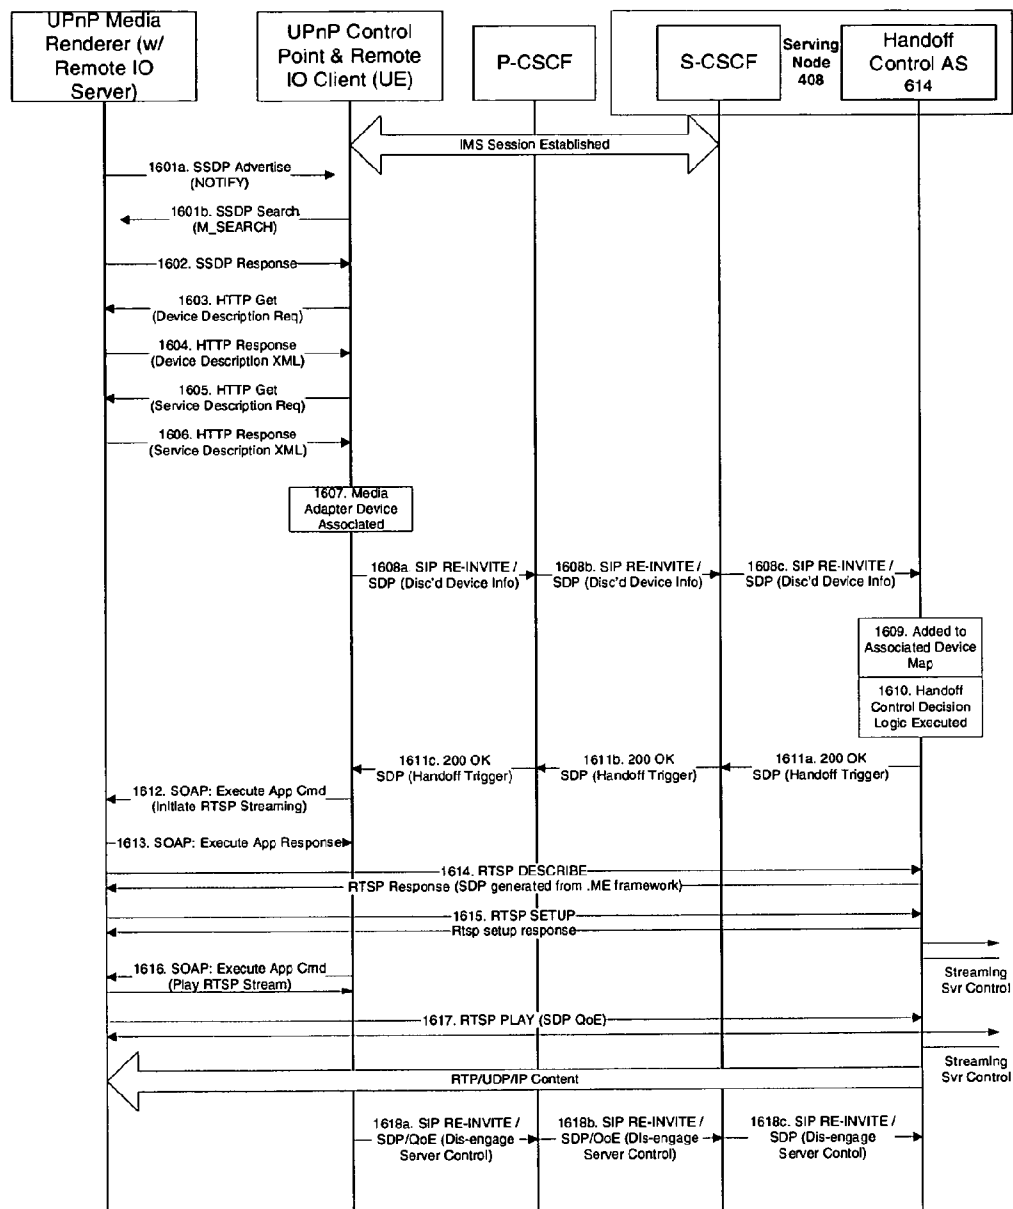 UPnP Media
Renderer (w/
Remote IO
Server)
UPnP Control
Point & Remote
IO Client (UE)
P-CSCF
S-CSCF
Serving
Node
408
Handoff
Control AS
614
IMS Session Established
1601a. SSDP Advertise
(NOTIFY)
1601b. SSDP Search
(M_SEARCH)
1602. SSDP Response
1603. HTTP Get
(Device Description Req)
1604. HTTP Response
(Device Description XML)
1605. HTTP Get
(Service Description Req)
1606. HTTP Response
(Service Description XML)
1607. Media
Adapter Device
Associated
1608a. SIP RE-INVITE /
SDP (Disc'd Device Info)
1608b. SIP RE-INVITE /
SDP (Disc'd Device Info)
1608c. SIP RE-INVITE /
SDP (Disc'd Device Info)
1609. Added to
Associated Device
Map
1610. Handoff
Control Decision
Logic Executed
1611c. 200 OK
SDP (Handoff Trigger)
1611b. 200 OK
SDP (Handoff Trigger)
1611a. 200 OK
SDP (Handoff Trigger)
1612. SOAP: Execute App Cmd
(Initiate RTSP Streaming)
1613. SOAP: Execute App Response
1614. RTSP DESCRIBE
RTSP Response (SDP generated from .ME framework)
1615. RTSP SETUP
Rtsp setup response
Streaming
Svr Control
1616. SOAP: Execute App Cmd
(Play RTSP Stream)
1617. RTSP PLAY (SDP QoE)
Streaming
Svr Control
RTP/UDP/IP Content
1618a. SIP RE-INVITE /
SDP/QoE (Dis-engage
Server Control)
1618b. SIP RE-INVITE /
SDP/QoE (Dis-engage
Server Control)
1618c. SIP RE-INVITE /
SDP (Dis-engage
Server Contol)